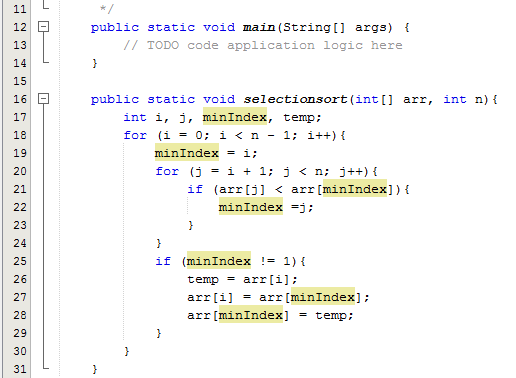 11 */
12 public static void main(String[] args) {
13 // TODO code application logic here
14 }
15
16 public static void selectionsort(int[] arr, int n){
17 int i, j, minIndex, temp;
18 for (i = 0; i < n - 1; i++){
19 minIndex = i;
20 for (j = i + 1; j < n; j++){
21 if (arr[j] < arr[minIndex]){
22 minIndex =j;
23 }
24 }
25 if (minIndex != 1){
26 temp = arr[i];
27 arr[i] = arr[minIndex];
28 arr[minIndex] = temp;
29 }
30 }
31 }